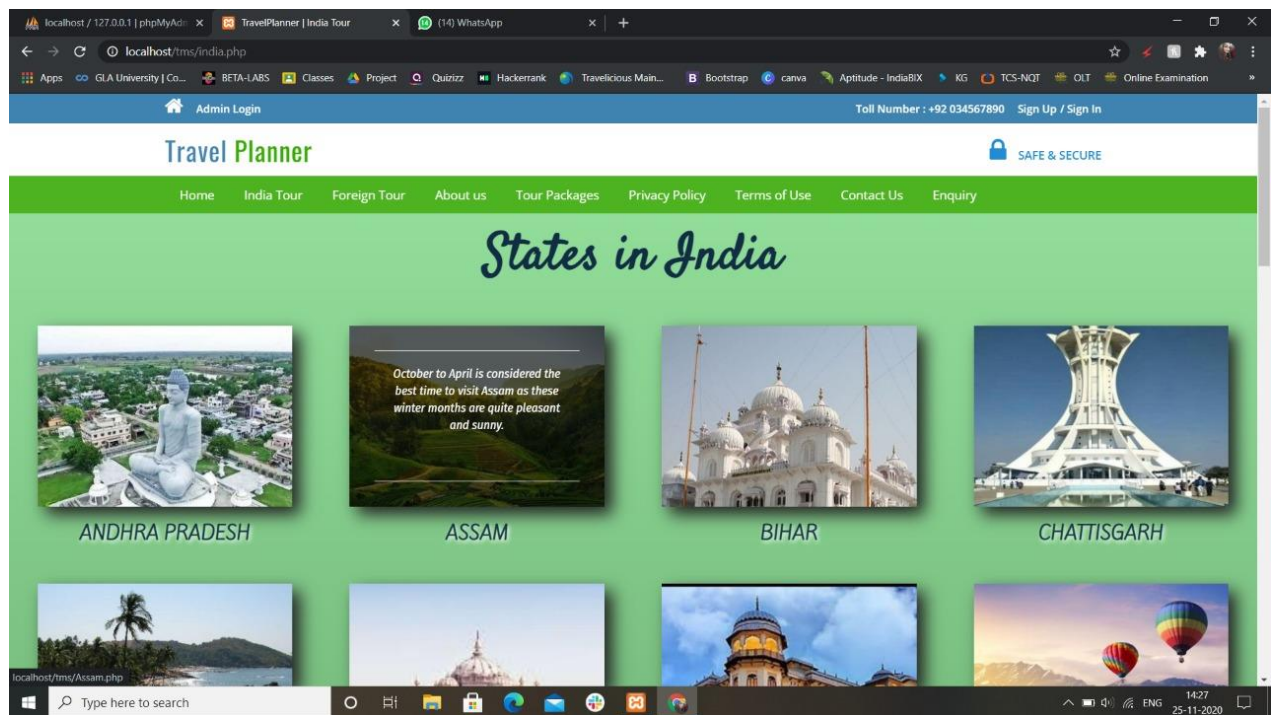 localhost / 127.0.0.1 | phpMyAdm
TravelPlanner | India Tour
(14) WhatsApp
localhost/tms/india.php
Apps
GLA University | Co...
BETA-LABS
Classes
Project
Quizizz
Hackerrank
Travelicious Main...
Bootstrap
canva
Aptitude - IndiaBIX
KG
TCS-NQT
OLT
Online Examination
»
Admin Login
Toll Number : +92 034567890
Sign Up / Sign In
Travel Planner
SAFE & SECURE
Home
India Tour
Foreign Tour
About us
Tour Packages
Privacy Policy
Terms of Use
Contact Us
Enquiry
States in India
October to April is considered the
best time to visit Assam as these
winter months are quite pleasant
and sunny.
ANDHRA PRADESH
ASSAM
BIHAR
CHATTISGARH
localhost/tms/Assam.php
Type here to search
ENG
14:27
25-11-2020